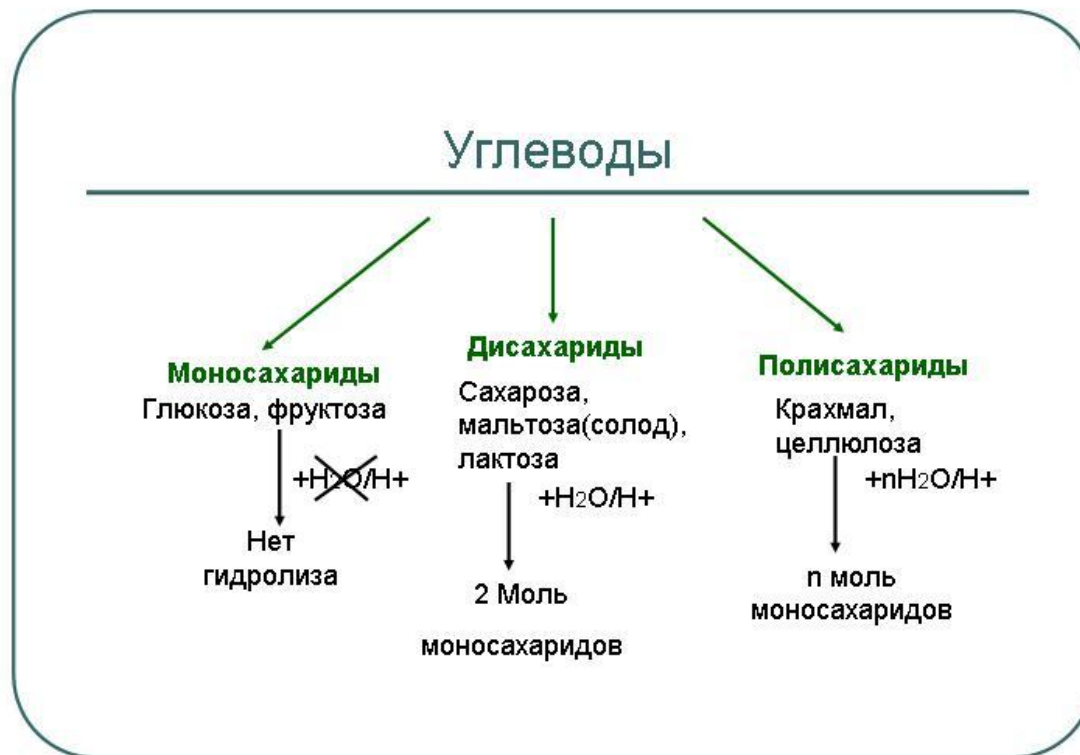 Углеводы
Моносахариды
Глюкоза, фруктоза
+H2O/H+
Нет
гидролиза
Дисахариды
Сахароза,
мальтоза(солод),
лактоза
+H2O/H+
2 Моль
моносахаридов
Полисахариды
Крахмал,
целлюлоза
+nH2O/H+
n моль
моносахаридов